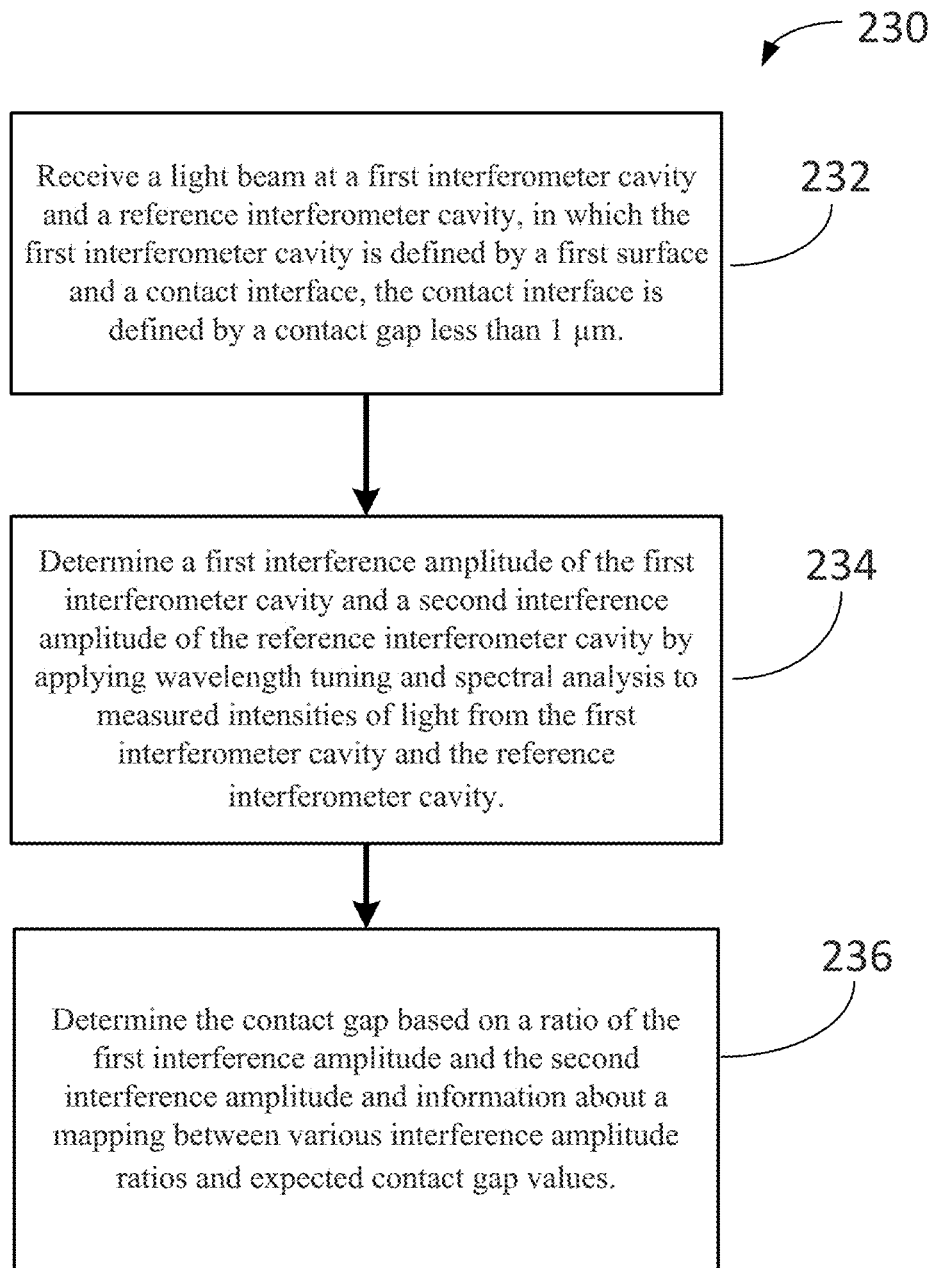 230
Receive a light beam at a first interferometer cavity
and a reference interferometer cavity, in which the
first interferometer cavity is defined by a first surface
and a contact interface, the contact interface is
defined by a contact gap less than 1 μm.
232
Determine a first interference amplitude of the first
interferometer cavity and a second interference
amplitude of the reference interferometer cavity by
applying wavelength tuning and spectral analysis to
measured intensities of light from the first
interferometer cavity and the reference
interferometer cavity.
234
Determine the contact gap based on a ratio of the
first interference amplitude and the second
interference amplitude and information about a
mapping between various interference amplitude
ratios and expected contact gap values.
236